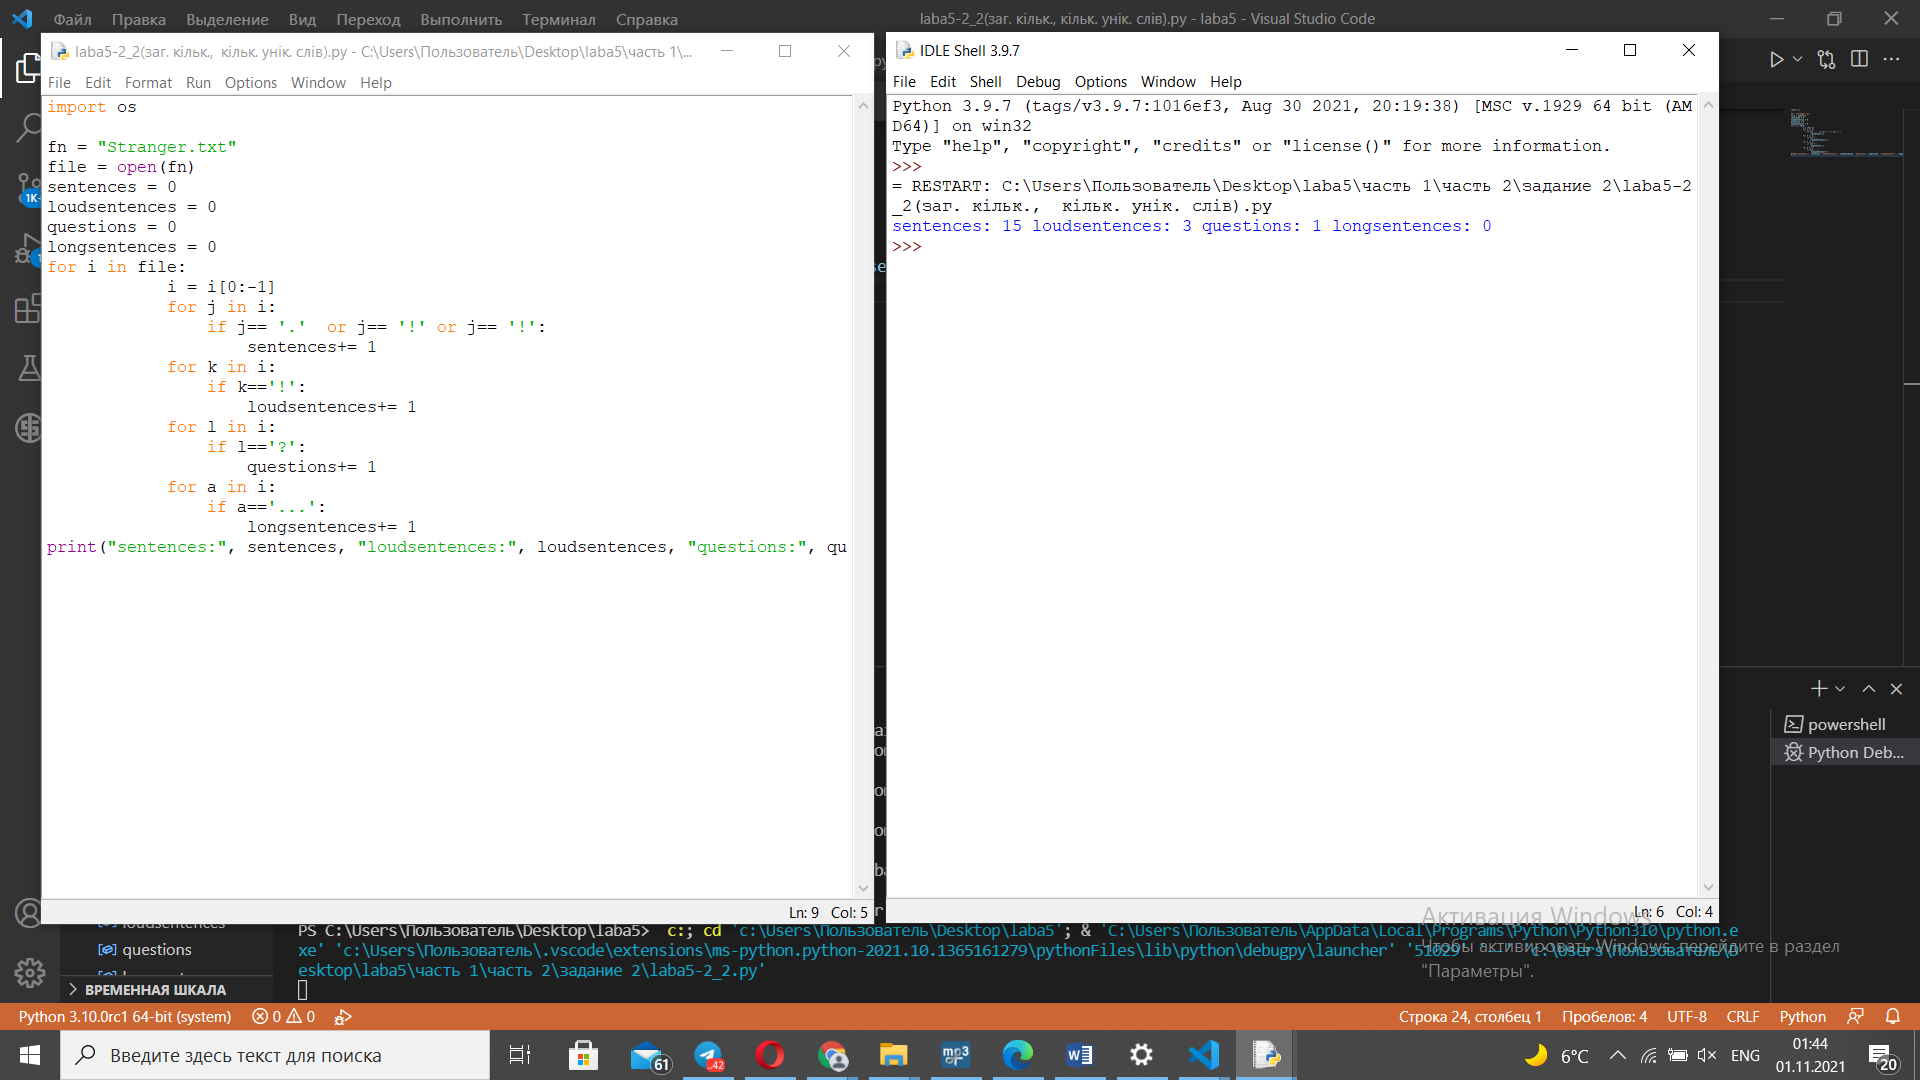 Файл Правка Выделение Вид Переход Выполнить Терминал Справка
laba5-2_2(заг. кільк., кільк. унік. слів).py - laba5 - Visual Studio Code
laba5-2_2(заг. кільк., кільк. унік. слів).py - C:\Users\Пользователь\Desktop\laba5\часть 1\...
File Edit Format Run Options Window Help
import os
fn = "Stranger.txt"
file = open(fn)
sentences = 0
loudsentences = 0
questions = 0
longsentences = 0
for i in file:
i = i[0:-1]
for j in i:
if j== '.'  or j== '!' or j== '!':
sentences+= 1
for k in i:
if k=='!':
loudsentences+= 1
for l in i:
if l=='?':
questions+= 1
for a in i:
if a=='...':
longsentences+= 1
print("sentences:", sentences, "loudsentences:", loudsentences, "questions:", qu
Ln: 9 Col: 5
IDLE Shell 3.9.7
File Edit Shell Debug Options Window Help
Python 3.9.7 (tags/v3.9.7:1016ef3, Aug 30 2021, 20:19:38) [MSC v.1929 64 bit (AM
D64)] on win32
Type "help", "copyright", "credits" or "license()" for more information.
>>>
= RESTART: C:\Users\Пользователь\Desktop\laba5\часть 1\часть 2\задание 2\laba5-2
_2(заг. кільк.,  кільк. унік. слів).py
sentences: 15 loudsentences: 3 questions: 1 longsentences: 0
>>>
Ln: 6 Col: 4
powershell
Python Deb...
Активация Windows
Чтобы активировать Windows, перейдите в раздел
"Параметры".
loudsentences
questions
ВРЕМЕННАЯ ШКАЛА
PS C:\Users\Пользователь\Desktop\laba5>  c:; cd 'c:\Users\Пользователь\Desktop\laba5'; & 'C:\Users\Пользователь\AppData\Local\Programs\Python\Python310\python.e
xe' 'c:\Users\Пользователь\.vscode\extensions\ms-python.python-2021.10.1365161279\pythonFiles\lib\python\debugpy\launcher' '51029' '--' 'c:\Users\Пользователь\D
esktop\laba5\часть 1\часть 2\задание 2\laba5-2_2.py'
Python 3.10.0rc1 64-bit (system) 0 0
Строка 24, столбец 1 Пробелов: 4 UTF-8 CRLF Python
Введите здесь текст для поиска
61
..42
mp3
6°C
ENG
01:44
01.11.2021
20